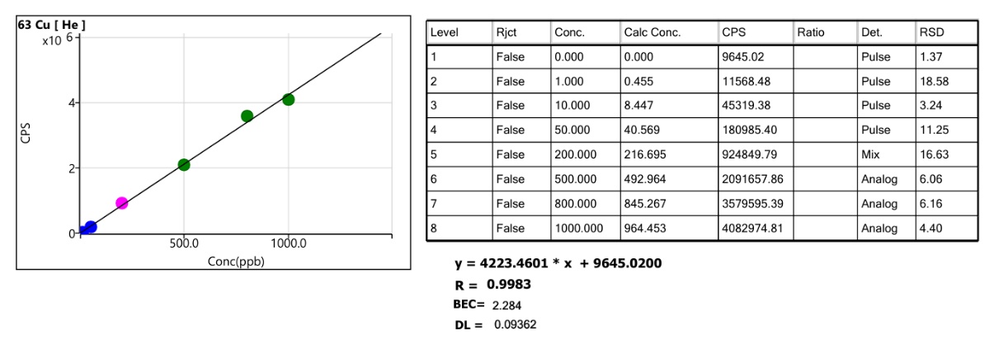 63 Cu [ He ]
x10 6
4
2
0
500.0 1000.0
CPS
Conc(ppb)
Level Rjct Conc. Calc Conc. CPS Ratio Det. RSD
1 False 0.000 0.000 9645.02 Pulse 1.37
2 False 1.000 0.455 11568.48 Pulse 18.58
3 False 10.000 8.447 45319.38 Pulse 3.24
4 False 50.000 40.569 180985.40 Pulse 11.25
5 False 200.000 216.695 924849.79 Mix 16.63
6 False 500.000 492.964 2091657.86 Analog 6.06
7 False 800.000 845.267 3579595.39 Analog 6.16
8 False 1000.000 964.453 4082974.81 Analog 4.40
y = 4223.4601 * x + 9645.0200
R = 0.9983
BEC= 2.284
DL = 0.09362